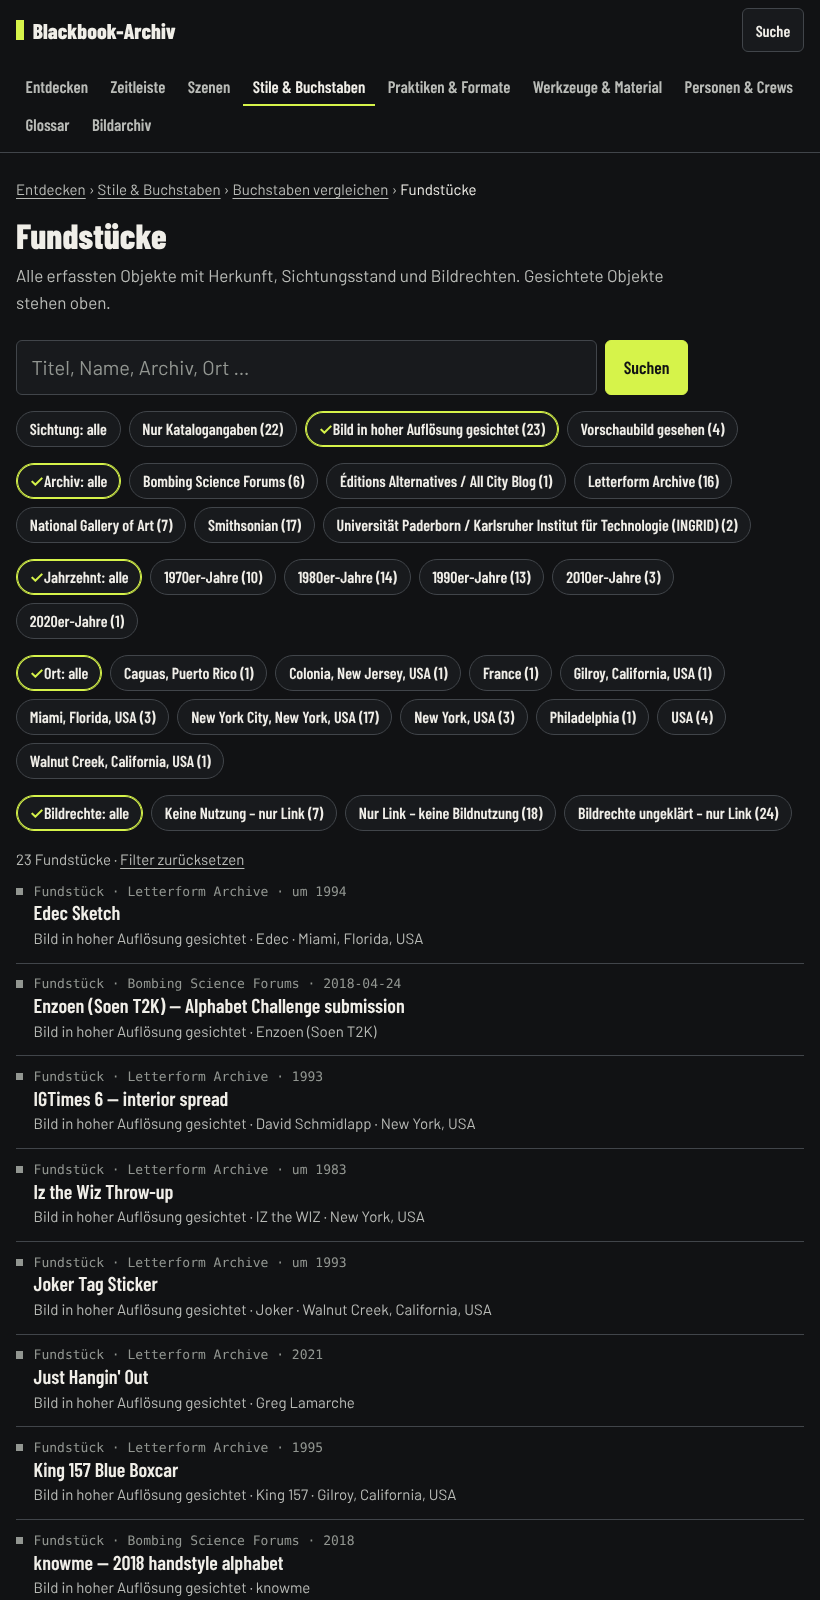 Blackbook-Archiv
Suche
Entdecken Zeitleiste Szenen Stile & Buchstaben Praktiken & Formate Werkzeuge & Material Personen & Crews
Glossar Bildarchiv
Entdecken › Stile & Buchstaben › Buchstaben vergleichen › Fundstücke
Fundstücke
Alle erfassten Objekte mit Herkunft, Sichtungsstand und Bildrechten. Gesichtete Objekte
stehen oben.
Titel, Name, Archiv, Ort ... Suchen
Sichtung: alle Nur Katalogangaben (22) ✓Bild in hoher Auflösung gesichtet (23) Vorschaubild gesehen (4)
✓Archiv: alle Bombing Science Forums (6) Éditions Alternatives / All City Blog (1) Letterform Archive (16)
National Gallery of Art (7) Smithsonian (17) Universität Paderborn / Karlsruher Institut für Technologie (INGRID) (2)
✓Jahrzehnt: alle 1970er-Jahre (10) 1980er-Jahre (14) 1990er-Jahre (13) 2010er-Jahre (3)
2020er-Jahre (1)
✓Ort: alle Caguas, Puerto Rico (1) Colonia, New Jersey, USA (1) France (1) Gilroy, California, USA (1)
Miami, Florida, USA (3) New York City, New York, USA (17) New York, USA (3) Philadelphia (1) USA (4)
Walnut Creek, California, USA (1)
✓Bildrechte: alle Keine Nutzung – nur Link (7) Nur Link – keine Bildnutzung (18) Bildrechte ungeklärt – nur Link (24)
23 Fundstücke · Filter zurücksetzen
Fundstück · Letterform Archive · um 1994
Edec Sketch
Bild in hoher Auflösung gesichtet · Edec · Miami, Florida, USA
Fundstück · Bombing Science Forums · 2018-04-24
Enzoen (Soen T2K) — Alphabet Challenge submission
Bild in hoher Auflösung gesichtet · Enzoen (Soen T2K)
Fundstück · Letterform Archive · 1993
IGTimes 6 — interior spread
Bild in hoher Auflösung gesichtet · David Schmidlapp · New York, USA
Fundstück · Letterform Archive · um 1983
Iz the Wiz Throw-up
Bild in hoher Auflösung gesichtet · IZ the WIZ · New York, USA
Fundstück · Letterform Archive · um 1993
Joker Tag Sticker
Bild in hoher Auflösung gesichtet · Joker · Walnut Creek, California, USA
Fundstück · Letterform Archive · 2021
Just Hangin' Out
Bild in hoher Auflösung gesichtet · Greg Lamarche
Fundstück · Letterform Archive · 1995
King 157 Blue Boxcar
Bild in hoher Auflösung gesichtet · King 157 · Gilroy, California, USA
Fundstück · Bombing Science Forums · 2018
knowme — 2018 handstyle alphabet
Bild in hoher Auflösung gesichtet · knowme